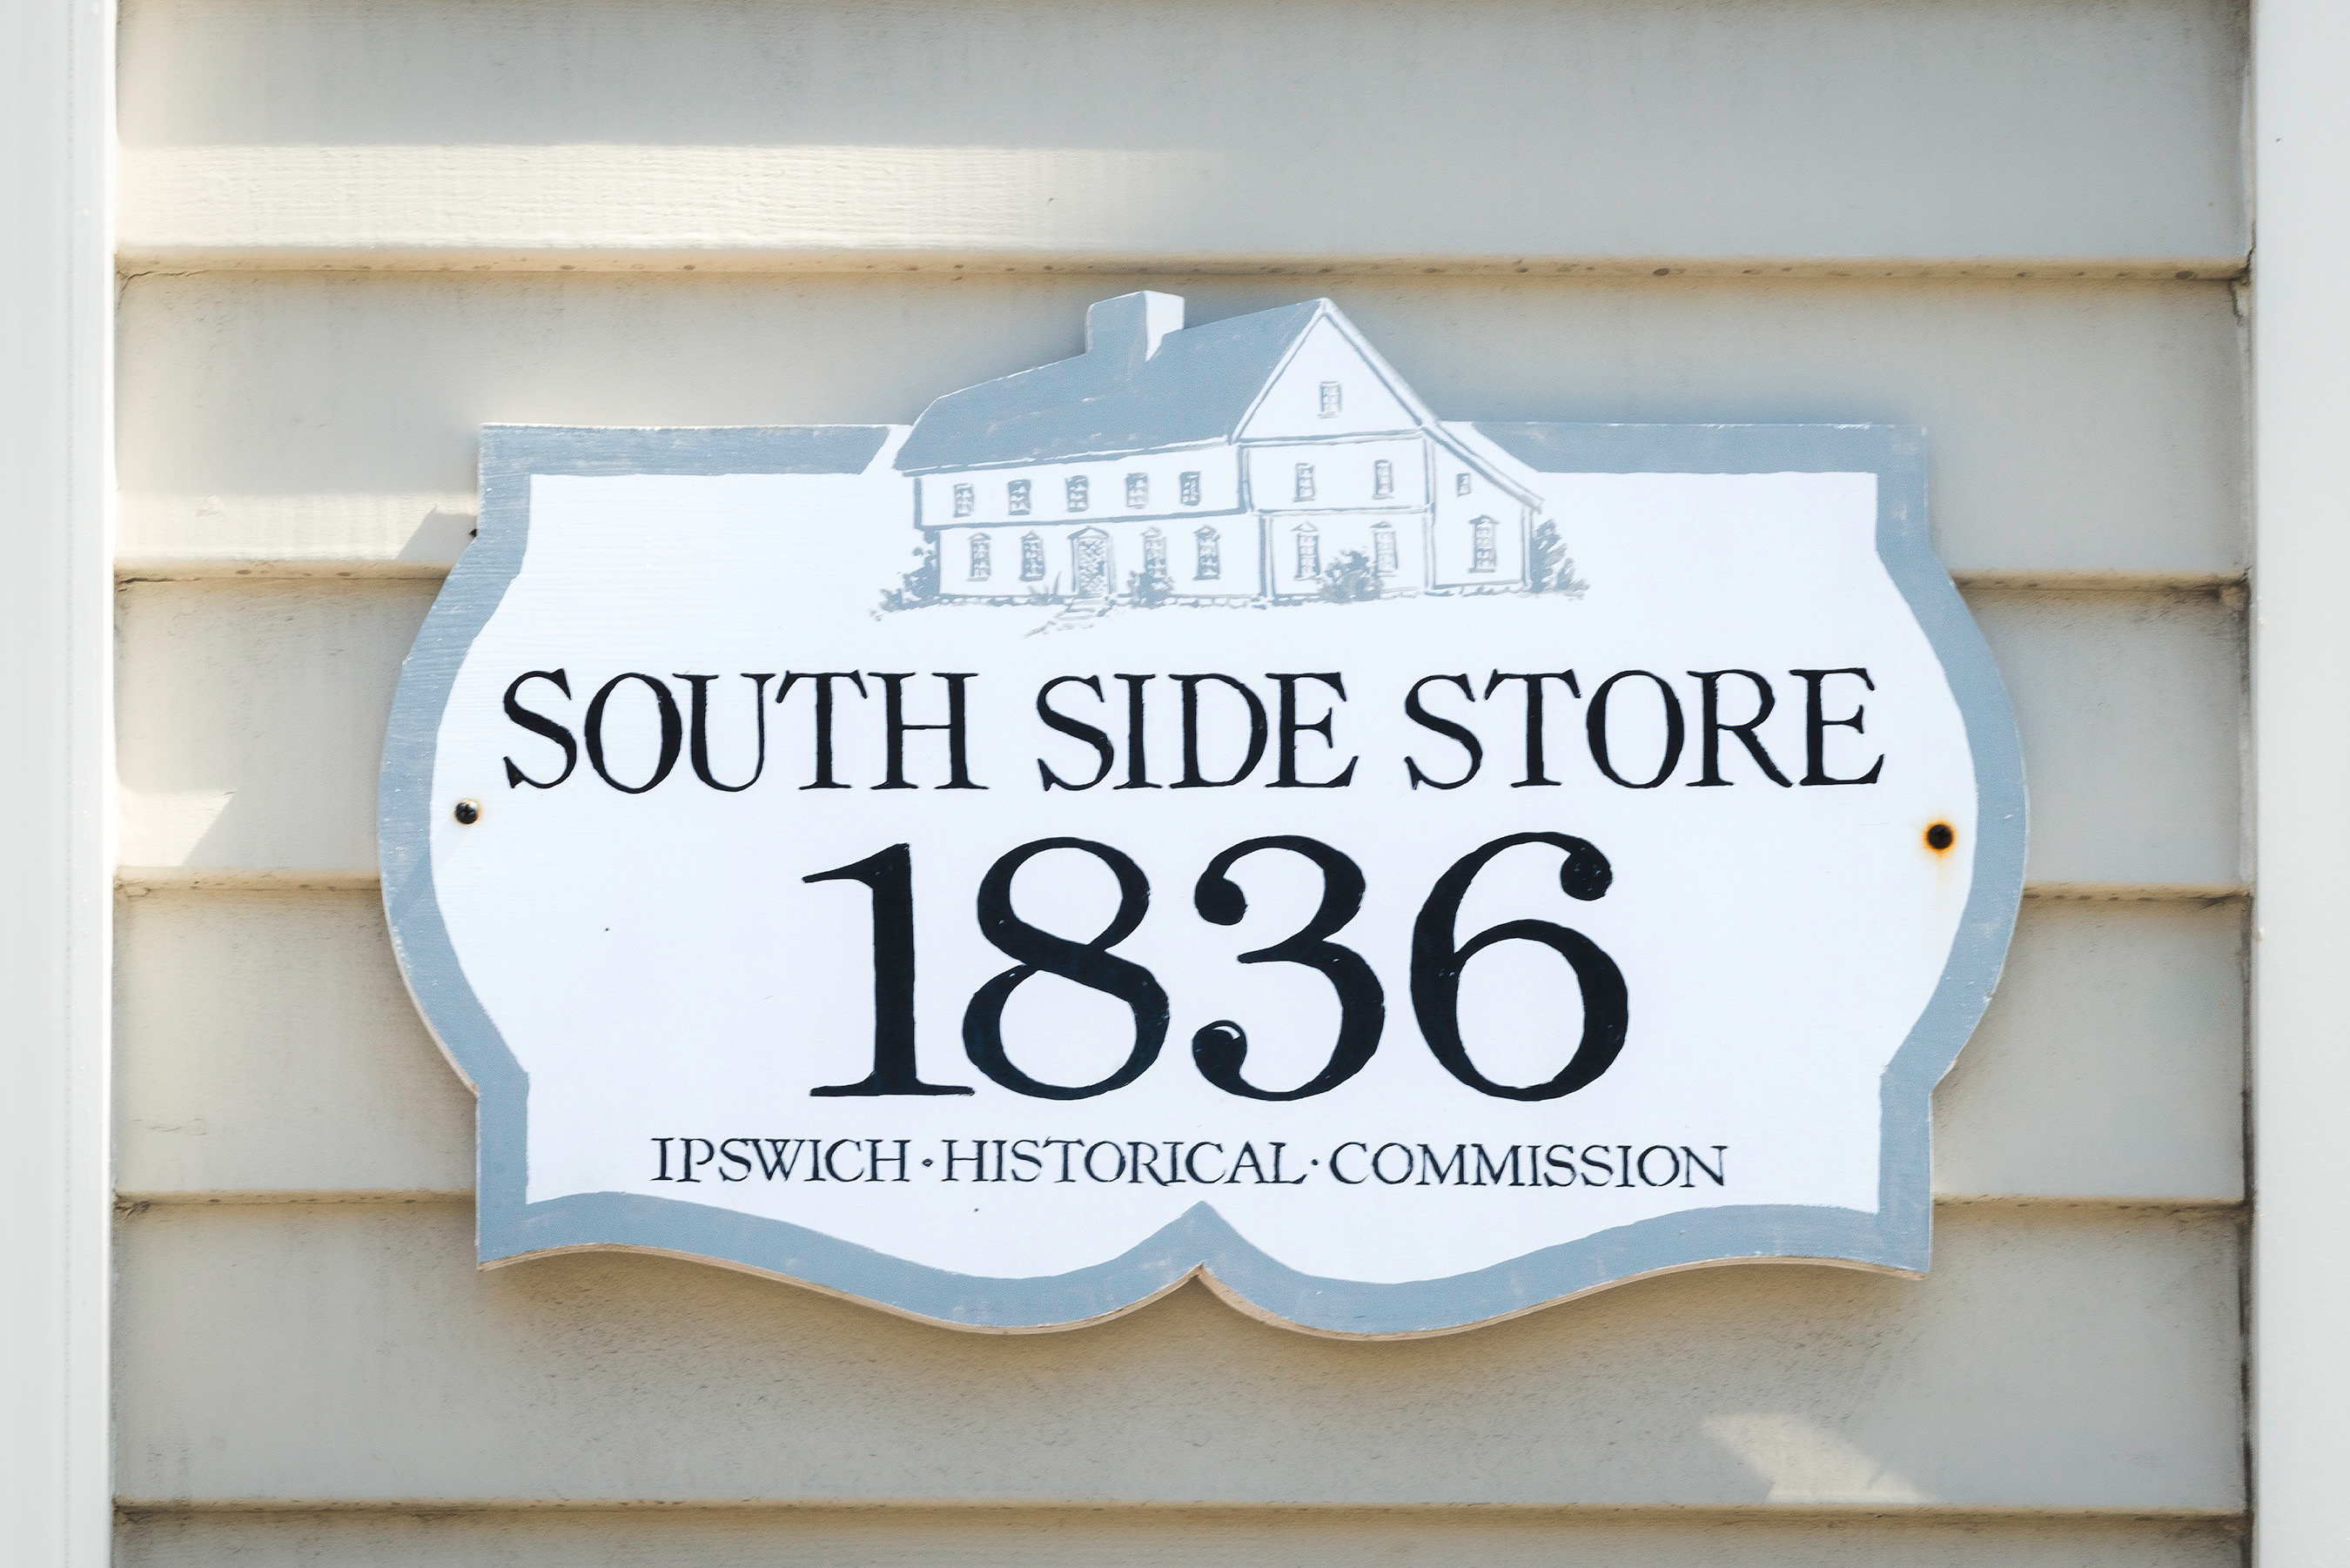 SOUTH SIDE STORE
1836
IPSWICH·HISTORICAL·COMMISSION